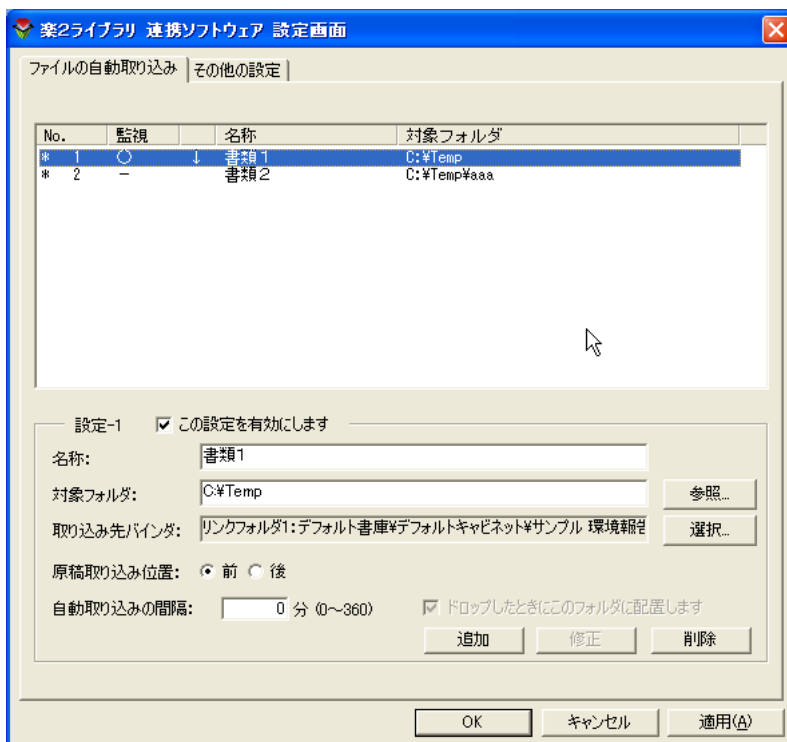 楽2ライブラリ 連携ソフトウェア 設定画面
ファイルの自動取り込み その他の設定
No. 監視 名称 対象フォルダ
* 1 ○ ↓ 書類1 C:¥Temp
* 2 － 書類2 C:¥Temp¥aaa
設定-1 この設定を有効にします
名称: 書類1
対象フォルダ: C:¥Temp 参照...
取り込み先バインダ: リンクフォルダ1:デフォルト書庫¥デフォルトキャビネット¥サンプル 環境報告 選択...
原稿取り込み位置: 前 後
自動取り込みの間隔: 0 分 (0～360) ドロップしたときにこのフォルダに配置します
追加 修正 削除
OK キャンセル 適用(A)